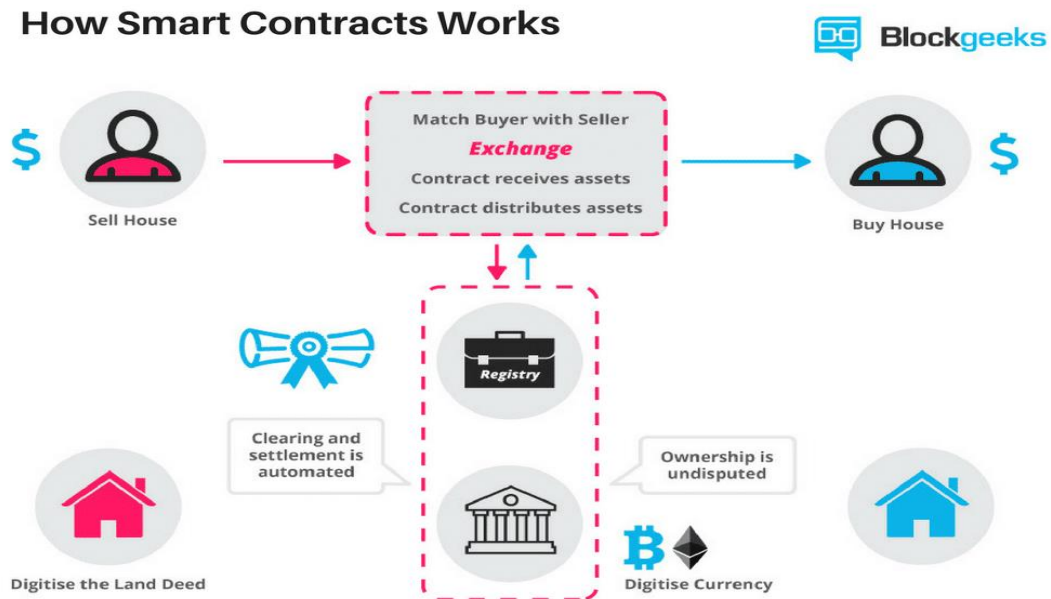 How Smart Contracts Works
Blockgeeks
$
$
Match Buyer with Seller
Exchange
Contract receives assets
Contract distributes assets
Sell House
Buy House
Registry
Clearing and
settlement is
automated
Ownership is
undisputed
Digitise the Land Deed
Digitise Currency